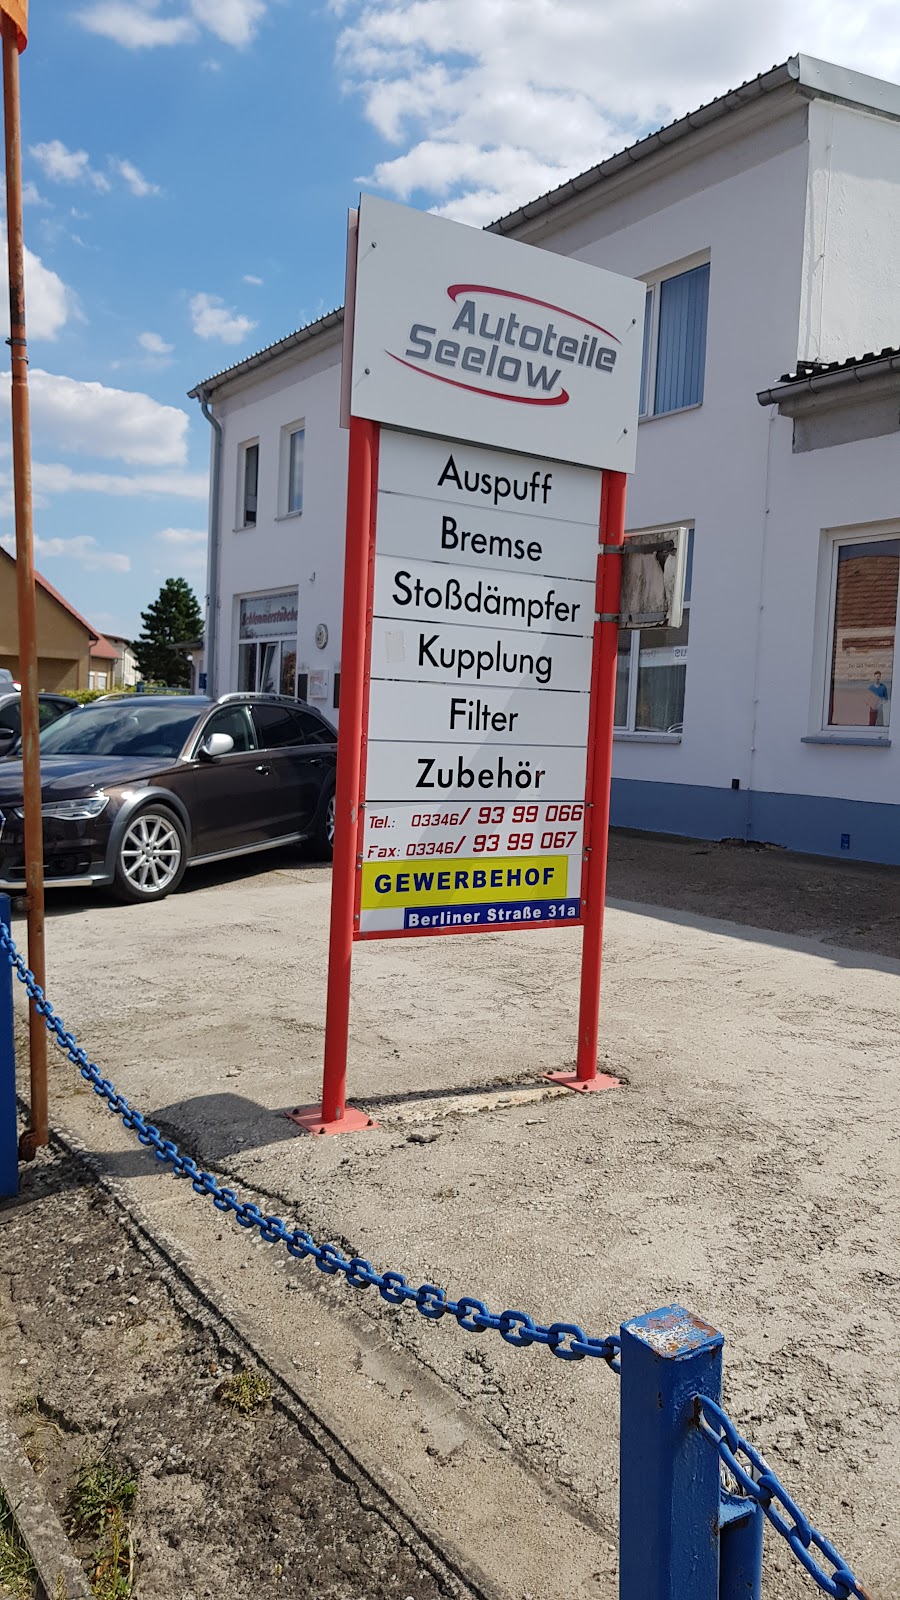 Autoteile
Seelow
Auspuff
Bremse
Stoßdämpfer
Kupplung
Filter
Zubehör
Tel.: 03346/ 93 99 066
Fax: 03346/ 93 99 067
GEWERBEHOF
Berliner Straße 31a